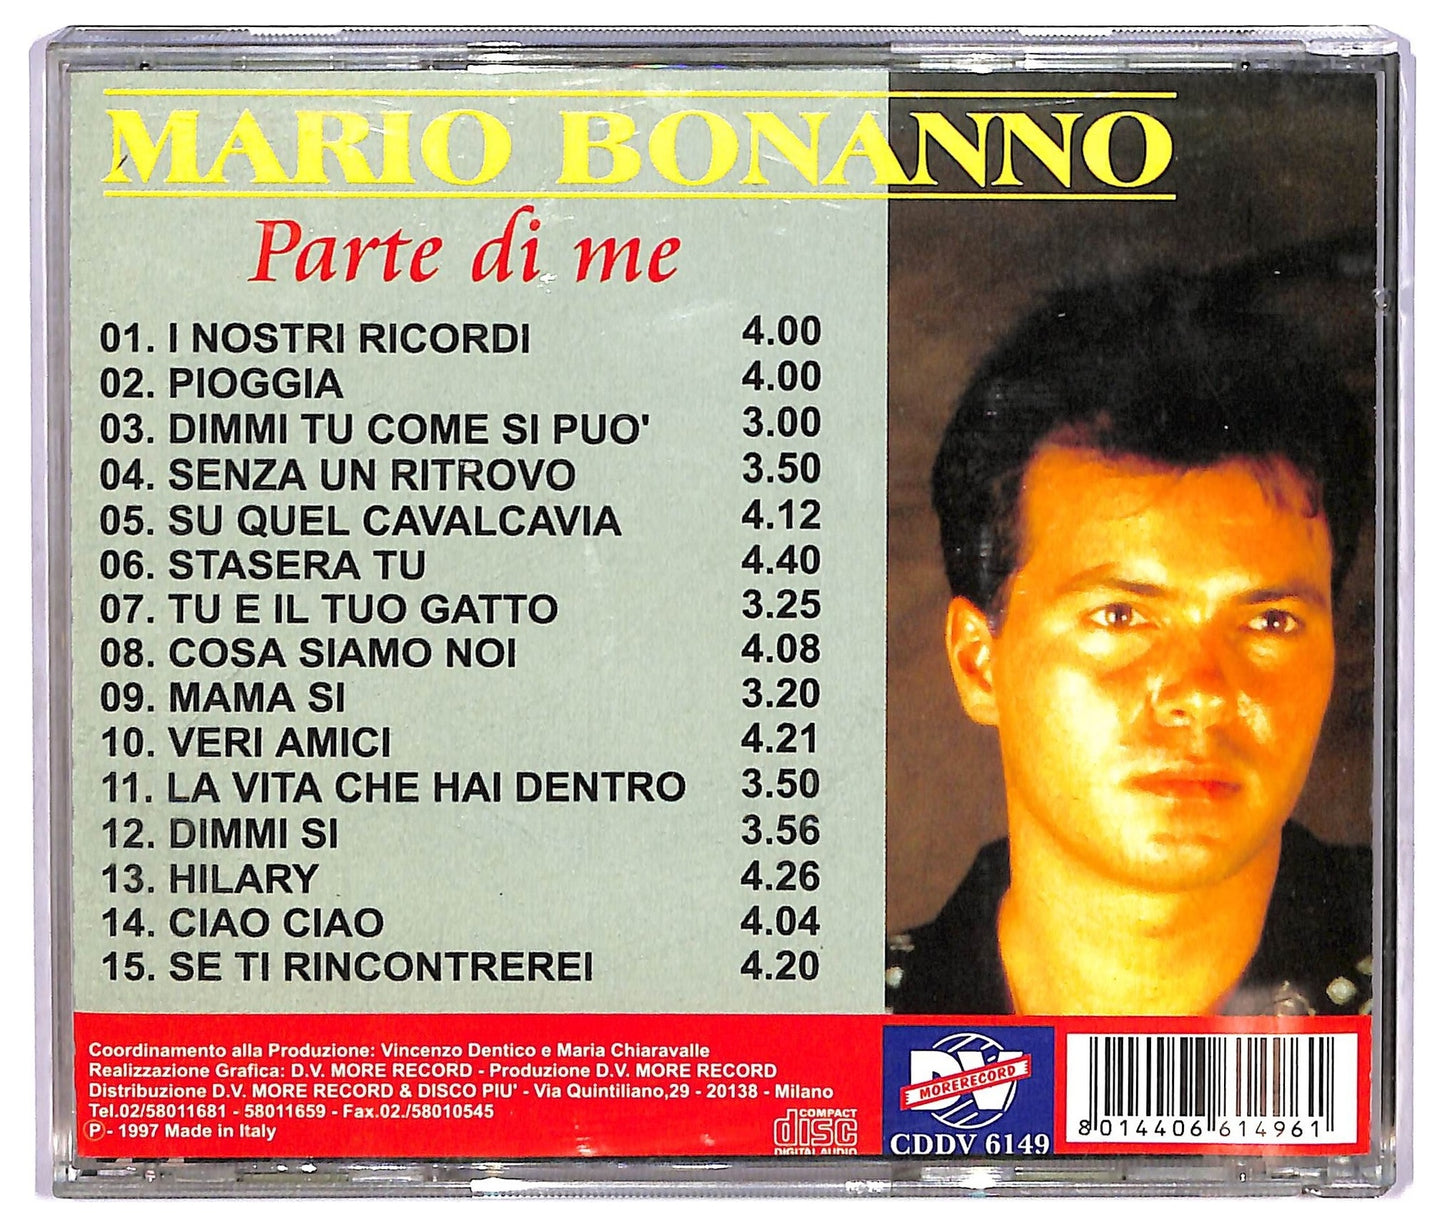 MARIO BONANNO
Parte di me
01. I NOSTRI RICORDI 4.00
02. PIOGGIA 4.00
03. DIMMI TU COME SI PUO' 3.00
04. SENZA UN RITROVO 3.50
05. SU QUEL CAVALCAVIA 4.12
06. STASERA TU 4.40
07. TU E IL TUO GATTO 3.25
08. COSA SIAMO NOI 4.08
09. MAMA SI 3.20
10. VERI AMICI 4.21
11. LA VITA CHE HAI DENTRO 3.50
12. DIMMI SI 3.56
13. HILARY 4.26
14. CIAO CIAO 4.04
15. SE TI RINCONTREREI 4.20
Coordinamento alla Produzione: Vincenzo Dentico e Maria Chiaravalle
Realizzazione Grafica: D.V. MORE RECORD - Produzione D.V. MORE RECORD
Distribuzione D.V. MORE RECORD & DISCO PIU' - Via Quintiliano,29 - 20138 - Milano
Tel.02/58011681 - 58011659 - Fax.02./58010545
℗ - 1997 Made in Italy
COMPACT
disc
DIGITAL AUDIO
DV
MORERECORD
CDDV 6149
8 014406 614961